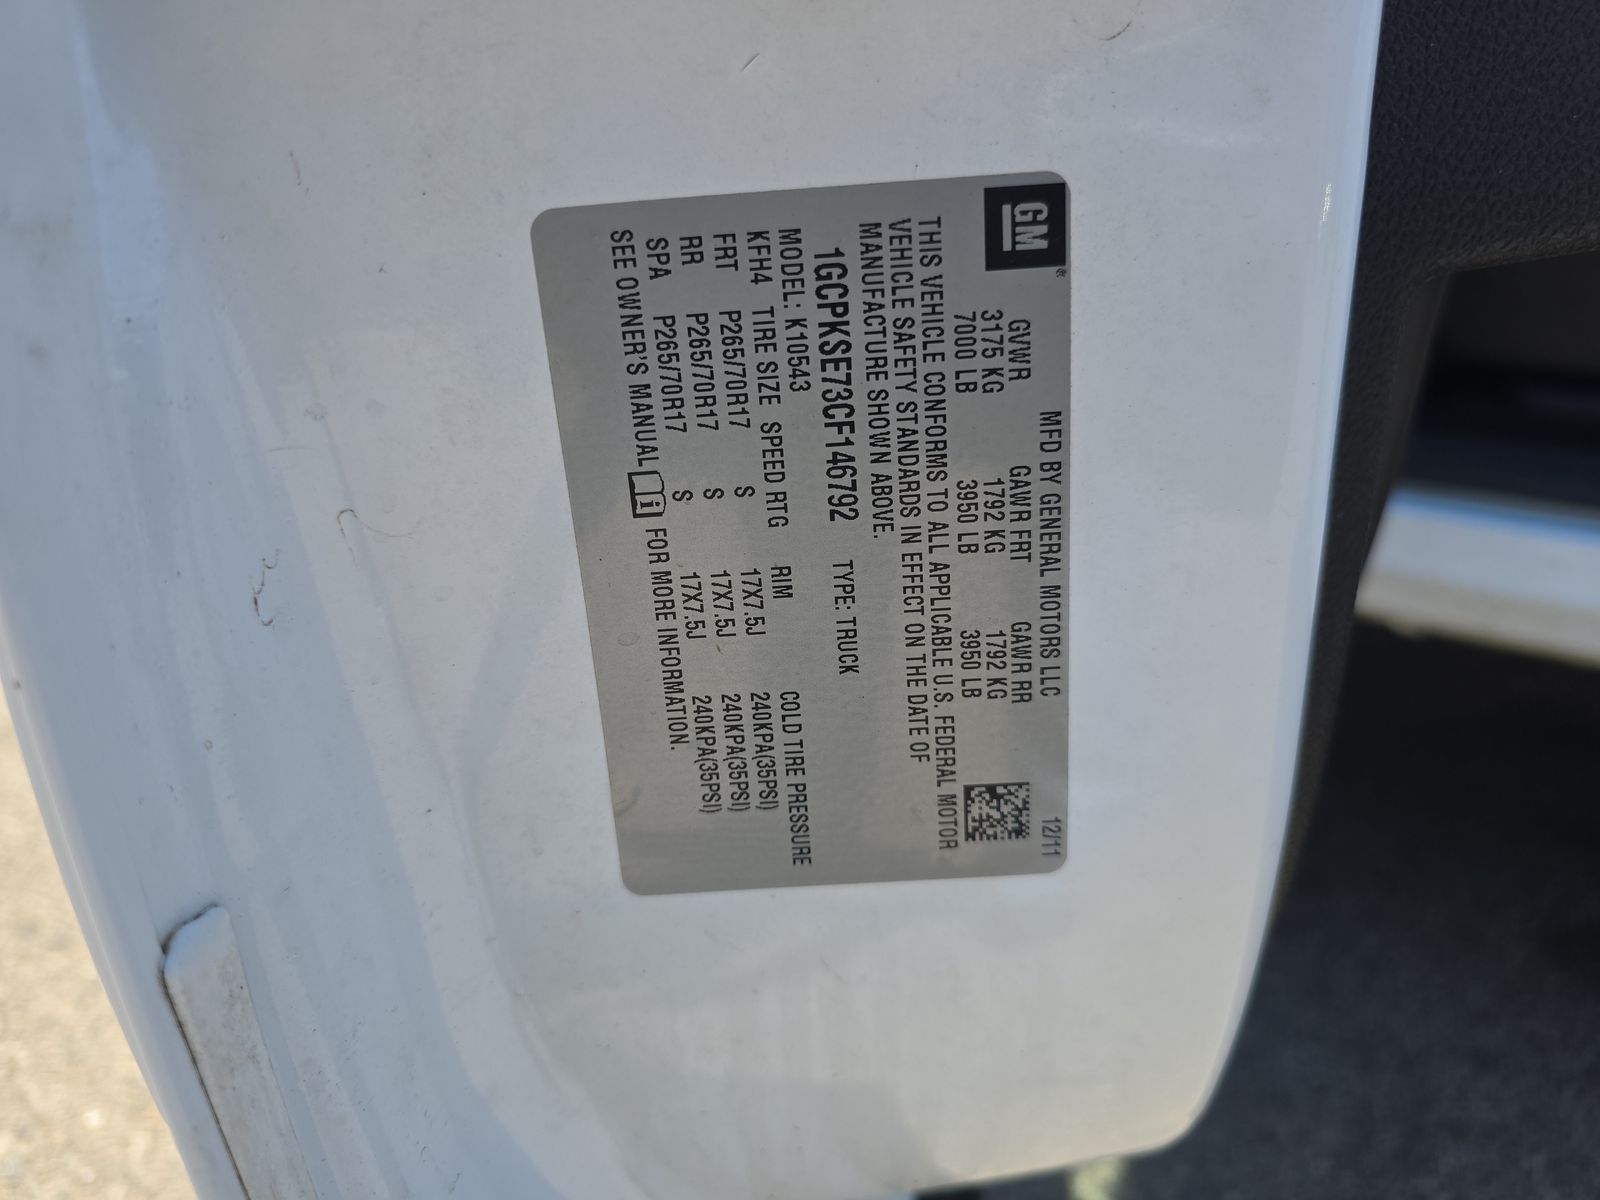 GM ®
MFD BY GENERAL MOTORS LLC 12/11
GVWR GAWR FRT GAWR RR
3175 KG 1792 KG 1792 KG
7000 LB 3950 LB 3950 LB
THIS VEHICLE CONFORMS TO ALL APPLICABLE U.S. FEDERAL MOTOR
VEHICLE SAFETY STANDARDS IN EFFECT ON THE DATE OF
MANUFACTURE SHOWN ABOVE.
1GCPKSE73CF146792 TYPE: TRUCK
MODEL: K10543
KFH4 TIRE SIZE SPEED RTG RIM COLD TIRE PRESSURE
FRT P265/70R17 S 17X7.5J 240KPA(35PSI)
RR P265/70R17 S 17X7.5J 240KPA(35PSI)
SPA P265/70R17 S 17X7.5J 240KPA(35PSI)
SEE OWNER'S MANUAL i FOR MORE INFORMATION.